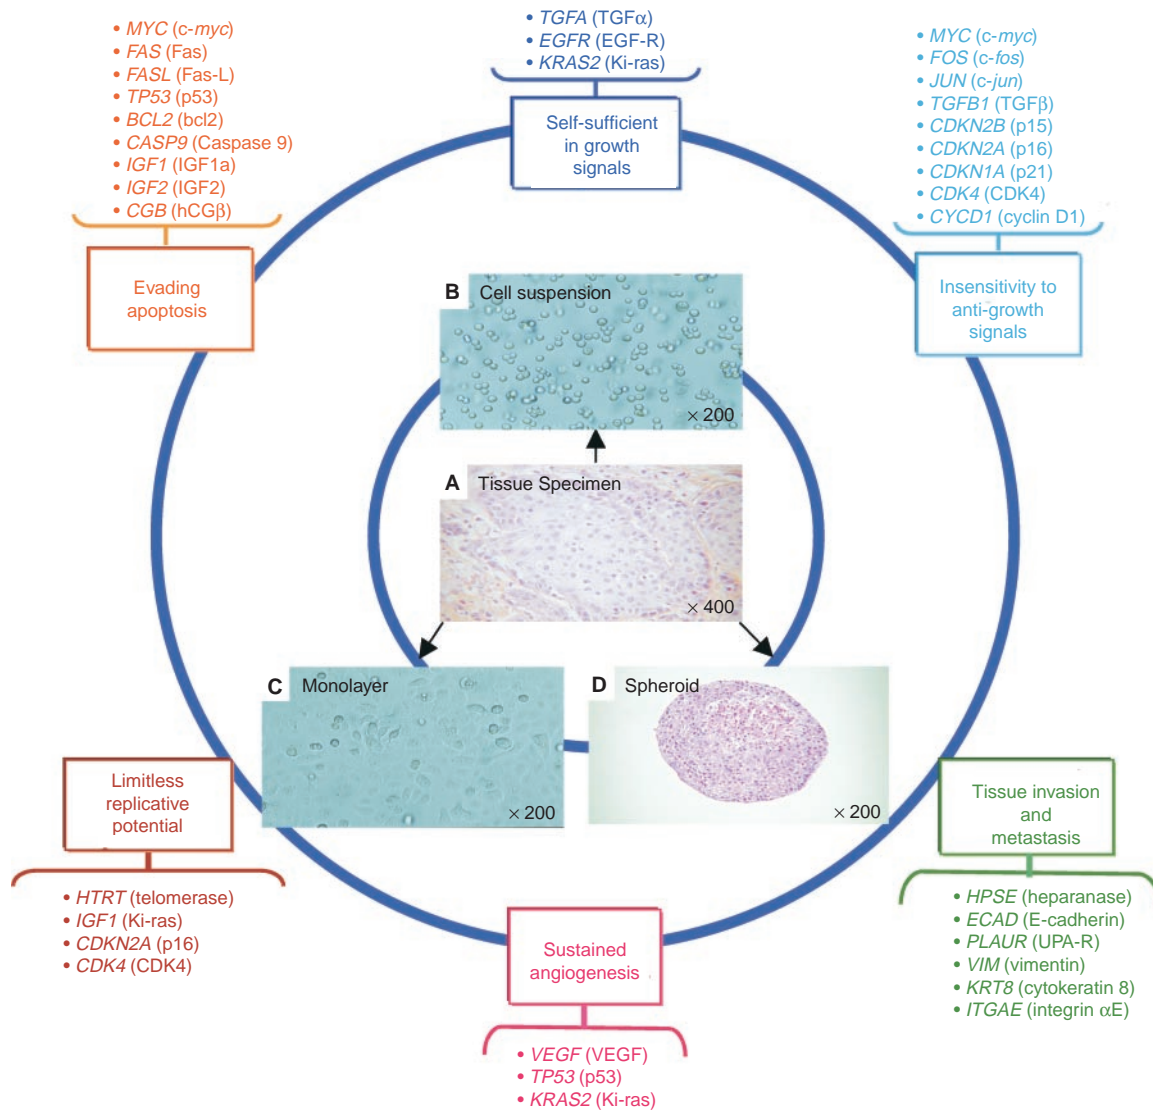 • TGFA (TGFα)
• EGFR (EGF-R)
• KRAS2 (Ki-ras)
Self-sufficient
in growth
signals
• MYC (c-myc)
• FAS (Fas)
• FASL (Fas-L)
• TP53 (p53)
• BCL2 (bcl2)
• CASP9 (Caspase 9)
• IGF1 (IGF1a)
• IGF2 (IGF2)
• CGB (hCGβ)
Evading
apoptosis
• MYC (c-myc)
• FOS (c-fos)
• JUN (c-jun)
• TGFB1 (TGFβ)
• CDKN2B (p15)
• CDKN2A (p16)
• CDKN1A (p21)
• CDK4 (CDK4)
• CYCD1 (cyclin D1)
Insensitivity to
anti-growth
signals
B Cell suspension
× 200
A Tissue Specimen
× 400
C Monolayer
× 200
D Spheroid
× 200
Limitless
replicative
potential
• HTRT (telomerase)
• IGF1 (Ki-ras)
• CDKN2A (p16)
• CDK4 (CDK4)
Sustained
angiogenesis
• VEGF (VEGF)
• TP53 (p53)
• KRAS2 (Ki-ras)
Tissue invasion
and
metastasis
• HPSE (heparanase)
• ECAD (E-cadherin)
• PLAUR (UPA-R)
• VIM (vimentin)
• KRT8 (cytokeratin 8)
• ITGAE (integrin αE)